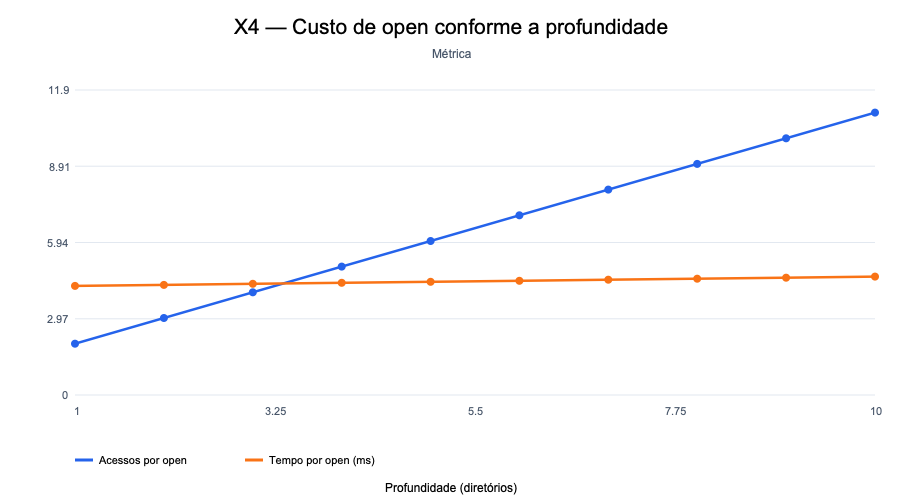 X4 — Custo de open conforme a profundidade
Métrica
11.9
8.91
5.94
2.97
0
1 3.25 5.5 7.75 10
Acessos por open Tempo por open (ms)
Profundidade (diretórios)